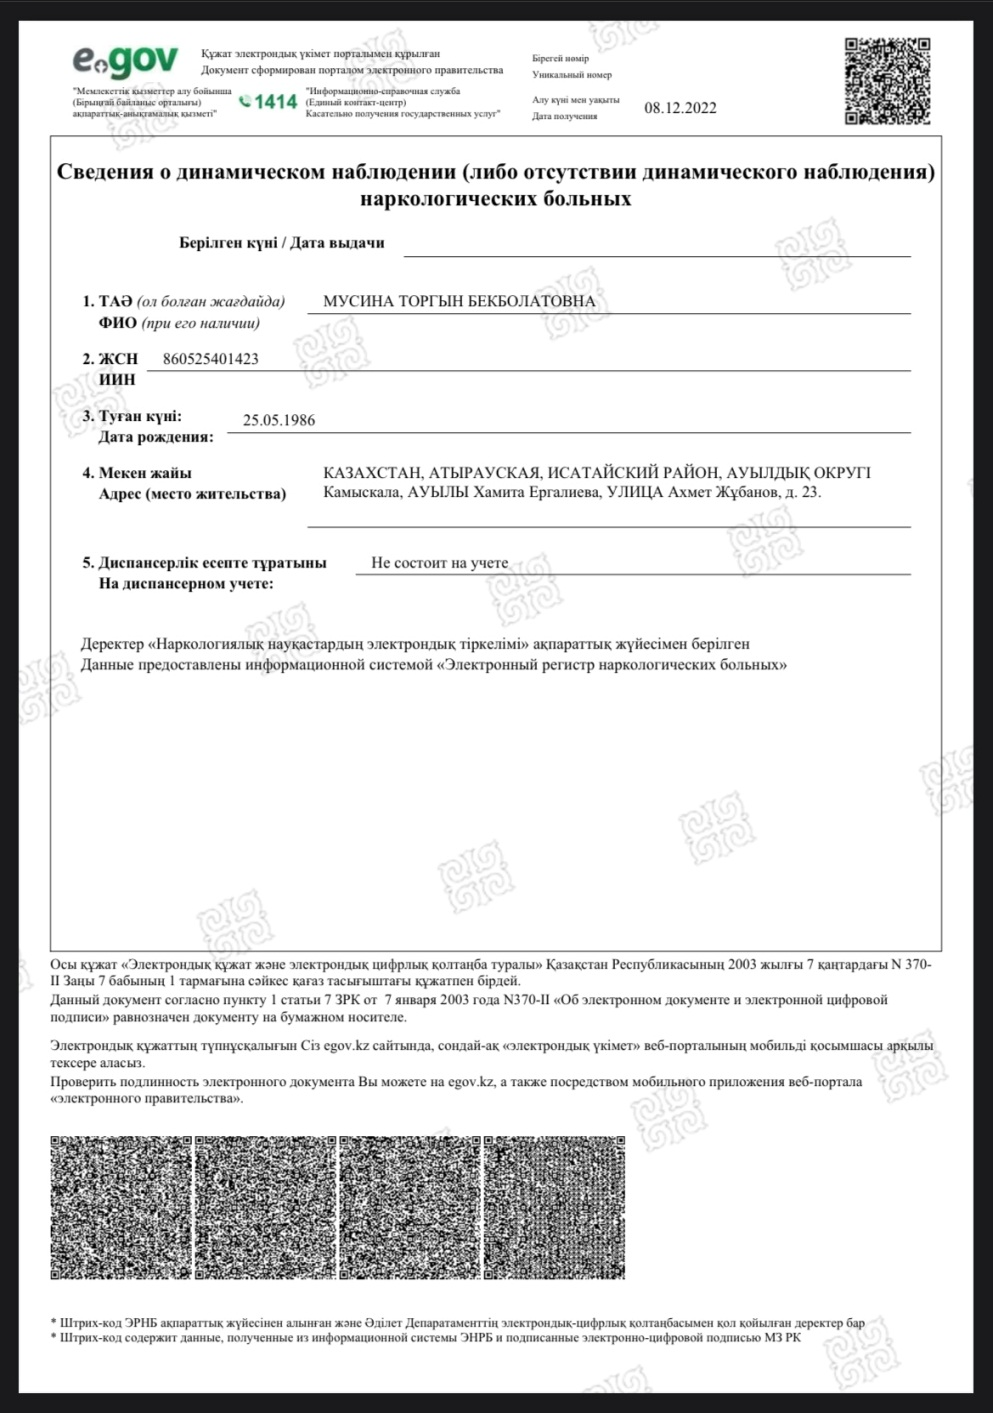 e.gov
Құжат электрондық үкімет порталымен құрылған
Документ сформирован порталом электронного правительства
"Мемлекеттік қызметтер алу бойынша
(Бірыңғай байланыс орталығы)
ақпараттық-анықтамалық қызметі"
1414
"Информационно-справочная служба
(Единый контакт-центр)
Касательно получения государственных услуг"
Бірегей нөмір
Уникальный номер
Алу күні мен уақыты
Дата получения
08.12.2022
Сведения о динамическом наблюдении (либо отсутствии динамического наблюдения)
наркологических больных
Берілген күні / Дата выдачи
1. ТАӘ (ол болған жағдайда) МУСИНА ТОРГЫН БЕКБОЛАТОВНА
ФИО (при его наличии)
2. ЖСН 860525401423
ИИН
3. Туған күні: 25.05.1986
Дата рождения:
4. Мекен жайы КАЗАХСТАН, АТЫРАУСКАЯ, ИСАТАЙСКИЙ РАЙОН, АУЫЛДЫҚ ОКРУГІ
Адрес (место жительства) Камыскала, АУЫЛЫ Хамита Ергалиева, УЛИЦА Ахмет Жұбанов, д. 23.
5. Диспансерлік есепте тұратыны Не состоит на учете
На диспансерном учете:
Деректер «Наркологиялық науқастардың электрондық тіркелімі» ақпараттық жүйесімен берілген
Данные предоставлены информационной системой «Электронный регистр наркологических больных»
Осы құжат «Электрондық құжат және электрондық цифрлық қолтаңба туралы» Қазақстан Республикасының 2003 жылғы 7 қаңтардағы N 370-
II Заңы 7 бабының 1 тармағына сәйкес қағаз тасығыштағы құжатпен бірдей.
Данный документ согласно пункту 1 статьи 7 ЗРК от 7 января 2003 года N370-II «Об электронном документе и электронной цифровой
подписи» равнозначен документу на бумажном носителе.
Электрондық құжаттың түпнұсқалығын Сіз egov.kz сайтында, сондай-ақ «электрондық үкімет» веб-порталының мобильді қосымшасы арқылы
тексере аласыз.
Проверить подлинность электронного документа Вы можете на egov.kz, а также посредством мобильного приложения веб-портала
«электронного правительства».
* Штрих-код ЭРНБ ақпараттық жүйесінен алынған және Әділет Депаратаменттің электрондық-цифрлық қолтаңбасымен қол қойылған деректер бар
* Штрих-код содержит данные, полученные из информационной системы ЭНРБ и подписанные электронно-цифровой подписью МЗ РК